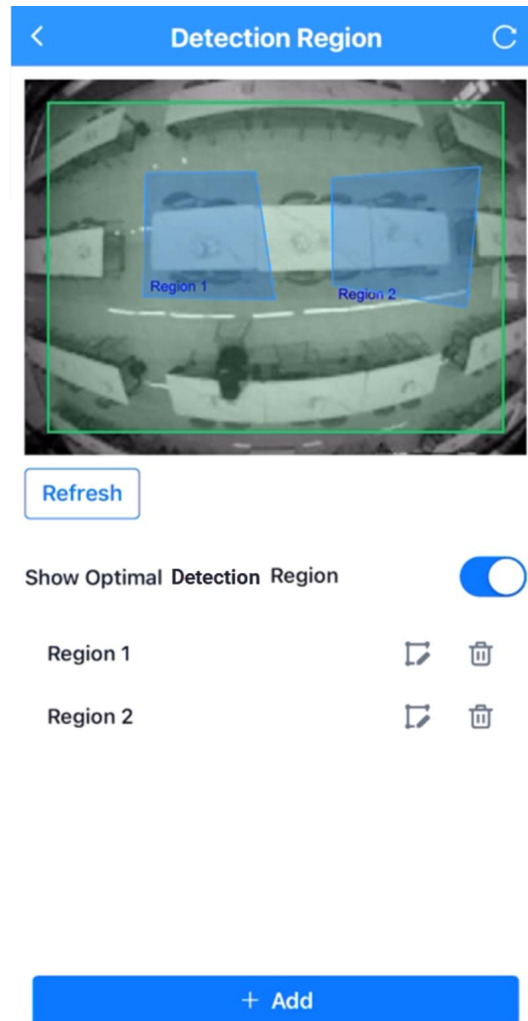 Detection Region
Region 1
Region 2
Refresh
Show Optimal Detection Region
Region 1
Region 2
+ Add